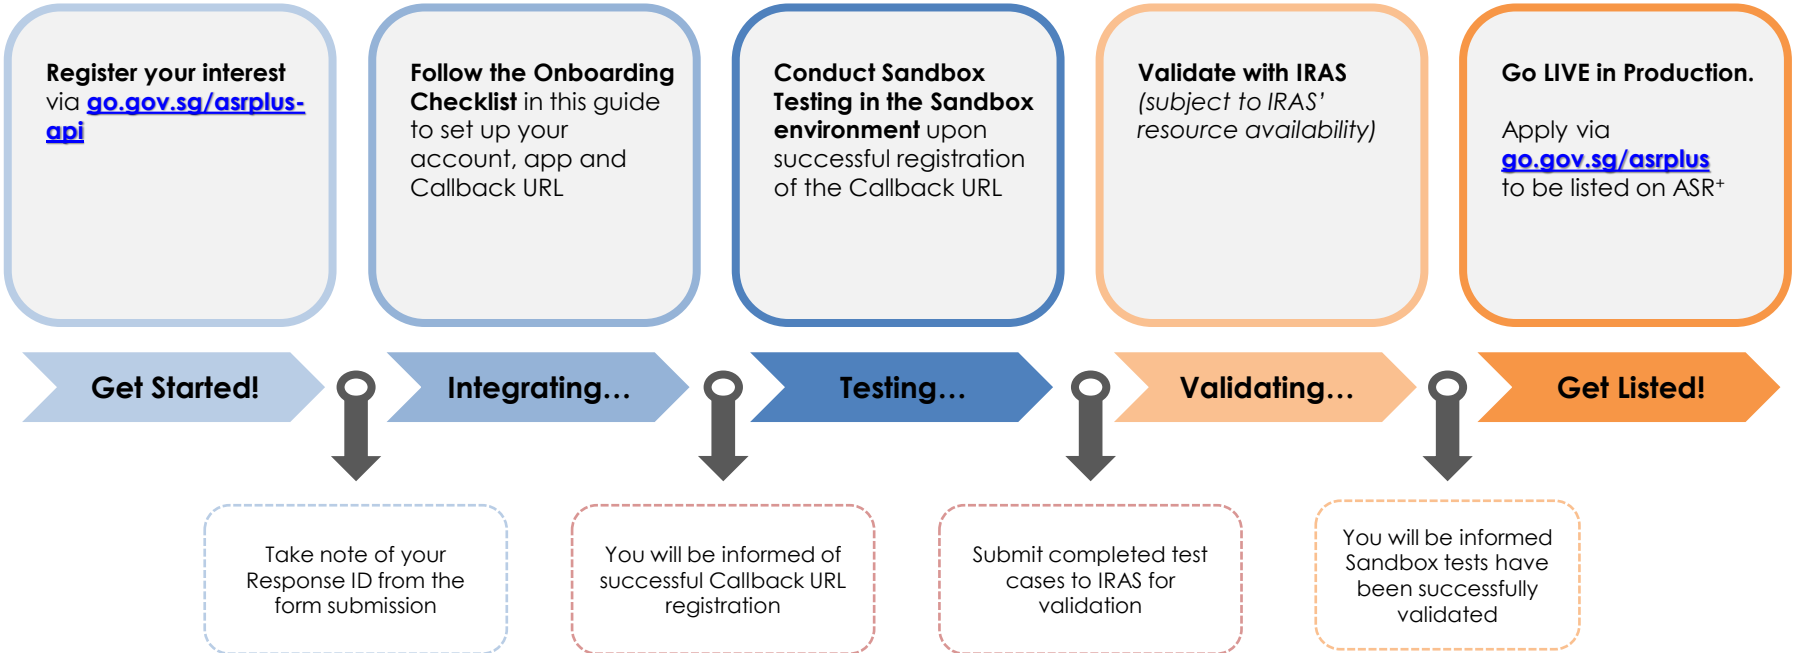 Register your interest
via go.gov.sg/asrplus-
api
Follow the Onboarding
Checklist in this guide
to set up your
account, app and
Callback URL
Conduct Sandbox
Testing in the Sandbox
environment upon
successful registration
of the Callback URL
Validate with IRAS
(subject to IRAS'
resource availability)
Go LIVE in Production.
Apply via
go.gov.sg/asrplus
to be listed on ASR⁺
Get Started!
Integrating…
Testing…
Validating…
Get Listed!
Take note of your
Response ID from the
form submission
You will be informed of
successful Callback URL
registration
Submit completed test
cases to IRAS for
validation
You will be informed
Sandbox tests have
been successfully
validated